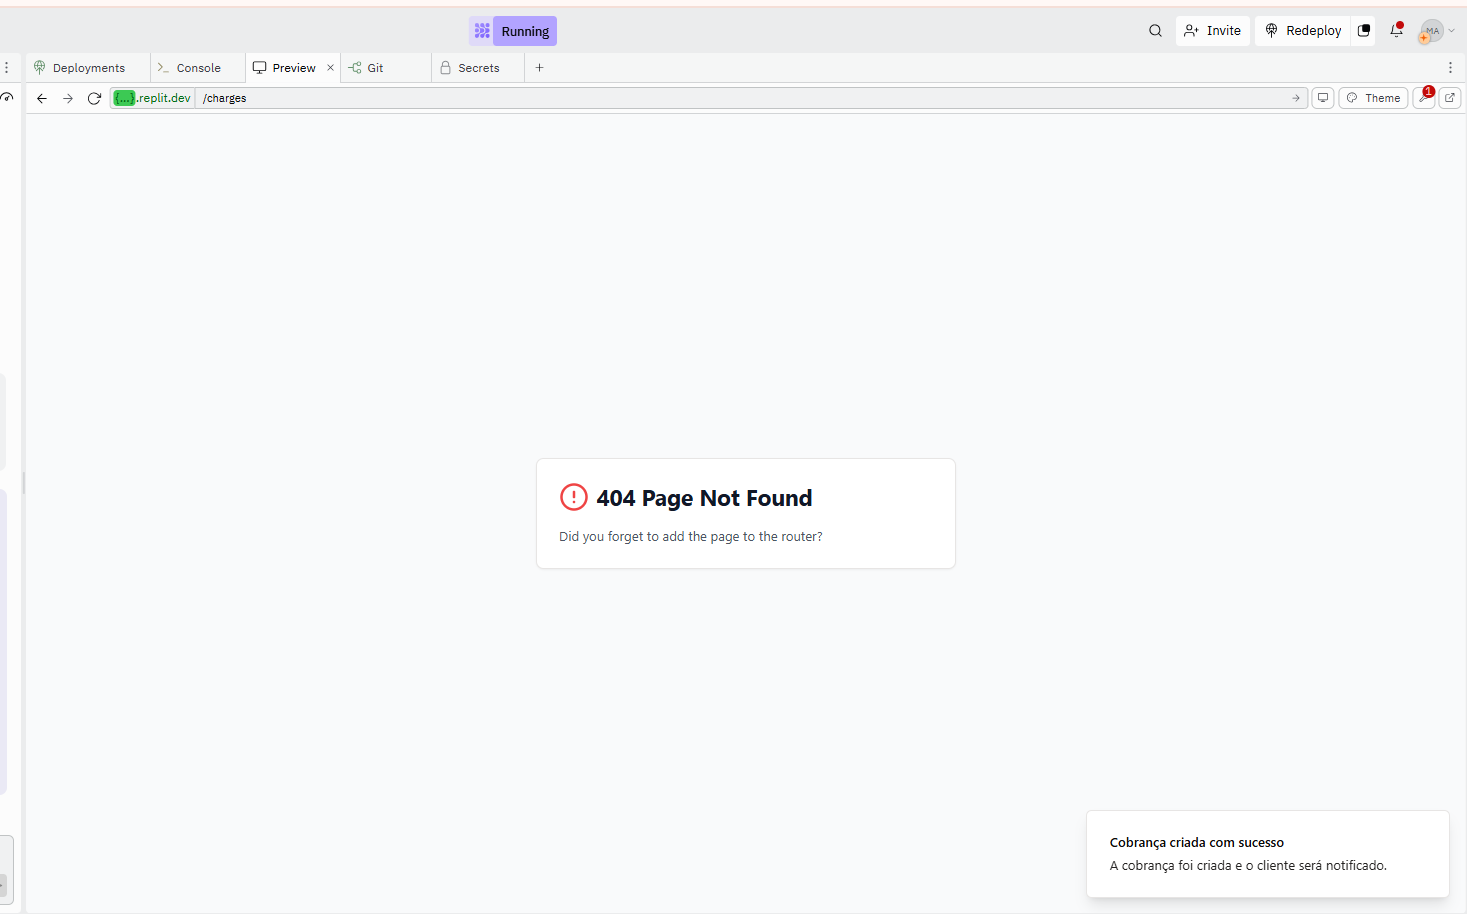 Running
Invite
Redeploy
MA
Deployments
Console
Preview
Git
Secrets
{...}.replit.dev
/charges
Theme
1
404 Page Not Found
Did you forget to add the page to the router?
Cobrança criada com sucesso
A cobrança foi criada e o cliente será notificado.